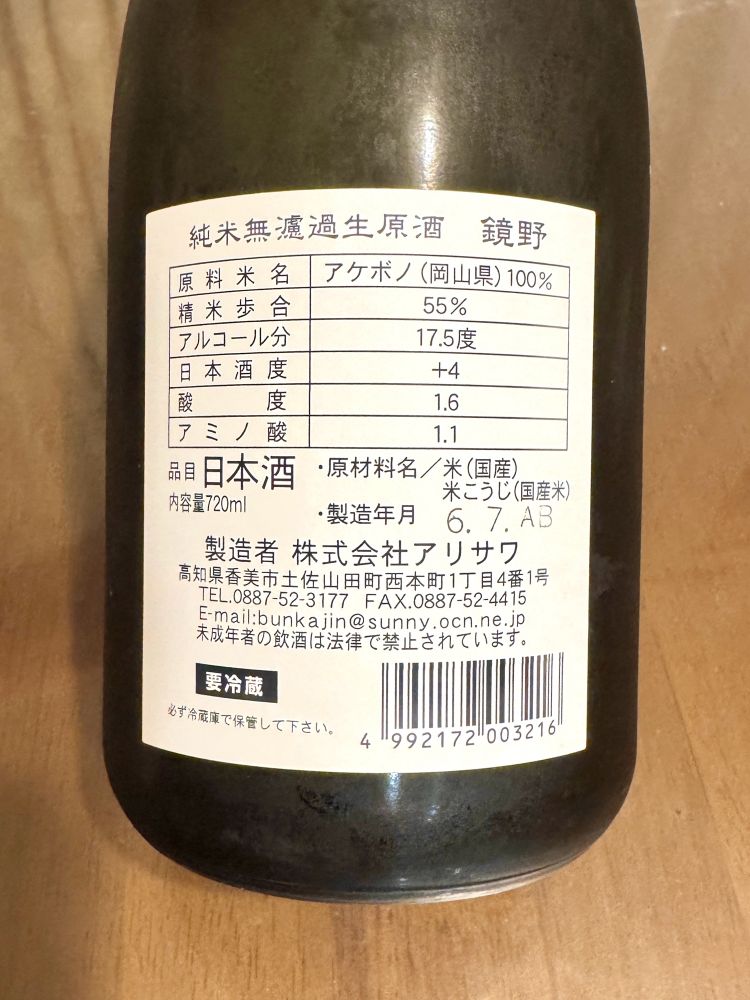 純米無濾過生原酒　鏡野
原料米名 アケボノ（岡山県）100%
精米歩合 55%
アルコール分 17.5度
日本酒度 +4
酸度 1.6
アミノ酸 1.1
品目 日本酒 ・原材料名／米（国産）
米こうじ（国産米）
内容量720ml
・製造年月 6.7.AB
製造者 株式会社アリサワ
高知県香美市土佐山田町西本町1丁目4番1号
TEL.0887-52-3177 FAX.0887-52-4415
E-mail:bunkajin@sunny.ocn.ne.jp
未成年者の飲酒は法律で禁止されています。
要冷蔵
必ず冷蔵庫で保管して下さい。
4 992172 003216